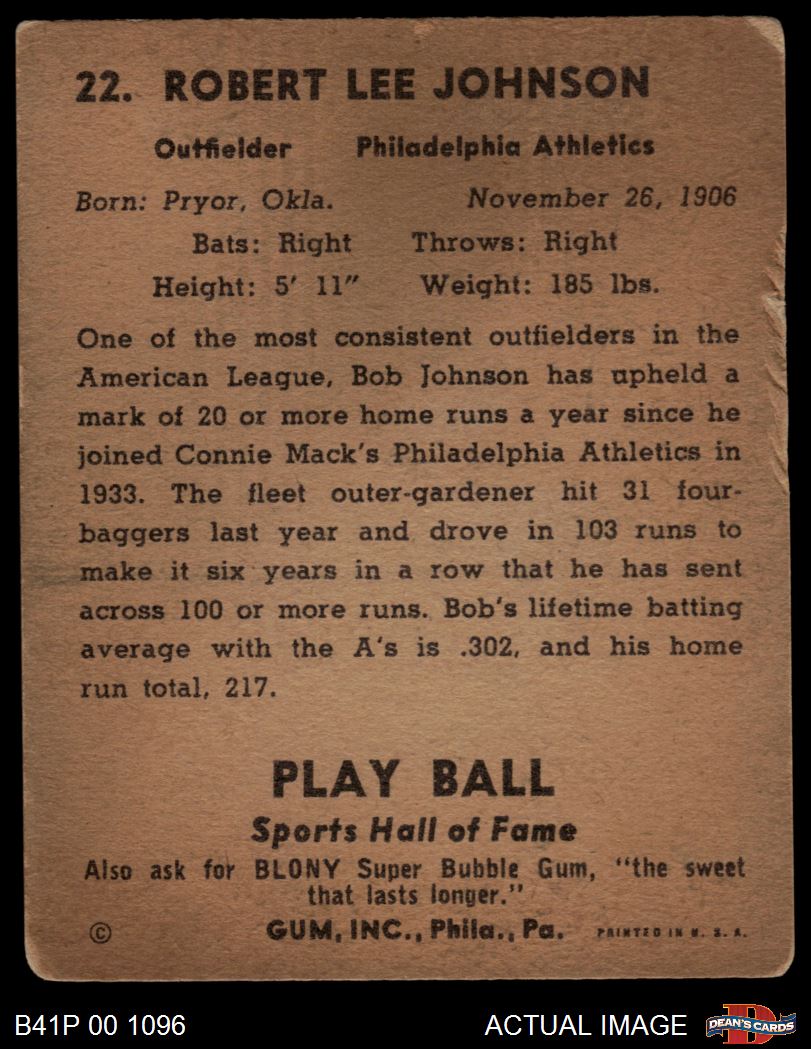 22. ROBERT LEE JOHNSON
Outfielder Philadelphia Athletics
Born: Pryor, Okla. November 26, 1906
Bats: Right Throws: Right
Height: 5' 11" Weight: 185 lbs.
One of the most consistent outfielders in the
American League, Bob Johnson has upheld a
mark of 20 or more home runs a year since he
joined Connie Mack's Philadelphia Athletics in
1933. The fleet outer-gardener hit 31 four-
baggers last year and drove in 103 runs to
make it six years in a row that he has sent
across 100 or more runs. Bob's lifetime batting
average with the A's is .302, and his home
run total, 217.
PLAY BALL
Sports Hall of Fame
Also ask for BLONY Super Bubble Gum, "the sweet
that lasts longer."
© GUM, INC., Phila., Pa. PRINTED IN U. S. A.
B41P 00 1096 ACTUAL IMAGE D DEAN'S CARDS